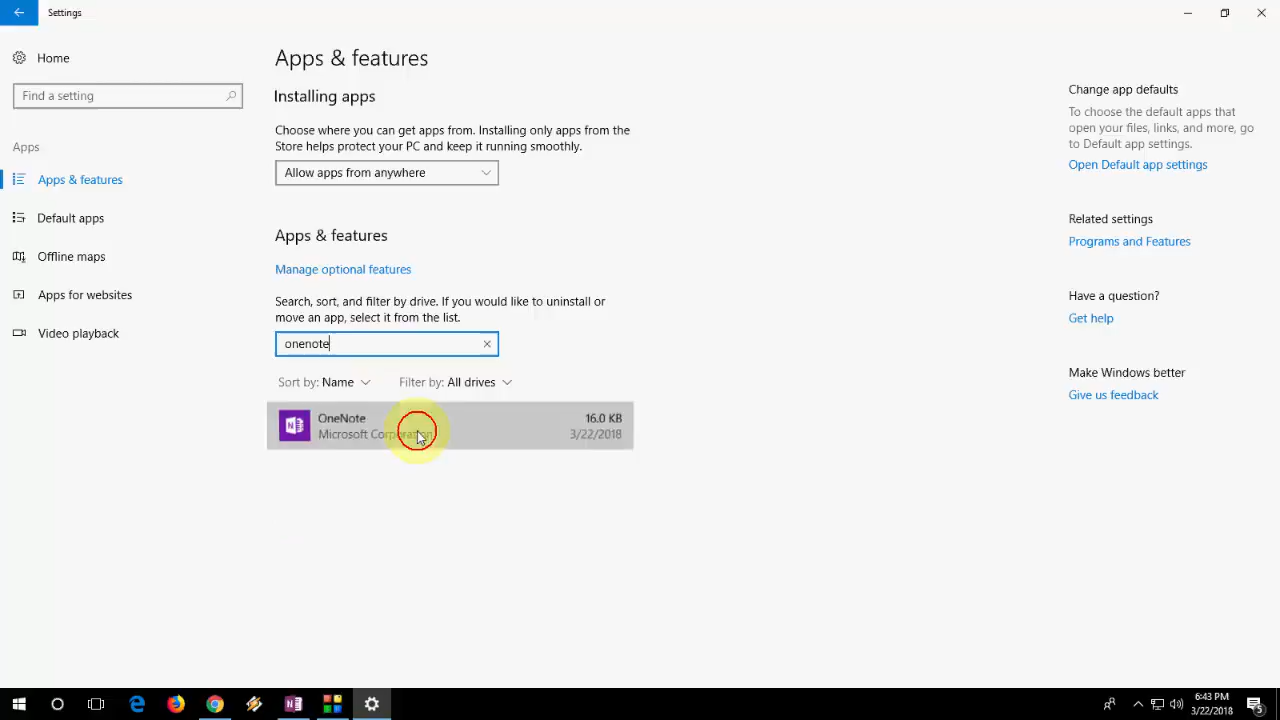 Settings
Home
Find a setting
Apps
Apps & features
Default apps
Offline maps
Apps for websites
Video playback
Apps & features
Installing apps
Choose where you can get apps from. Installing only apps from the
Store helps protect your PC and keep it running smoothly.
Allow apps from anywhere
Apps & features
Manage optional features
Search, sort, and filter by drive. If you would like to uninstall or
move an app, select it from the list.
onenote
Sort by: Name
Filter by: All drives
OneNote
16.0 KB
Microsoft Corporation
3/22/2018
Change app defaults
To choose the default apps that
open your files, links, and more, go
to Default app settings.
Open Default app settings
Related settings
Programs and Features
Have a question?
Get help
Make Windows better
Give us feedback
6:43 PM
3/22/2018
5